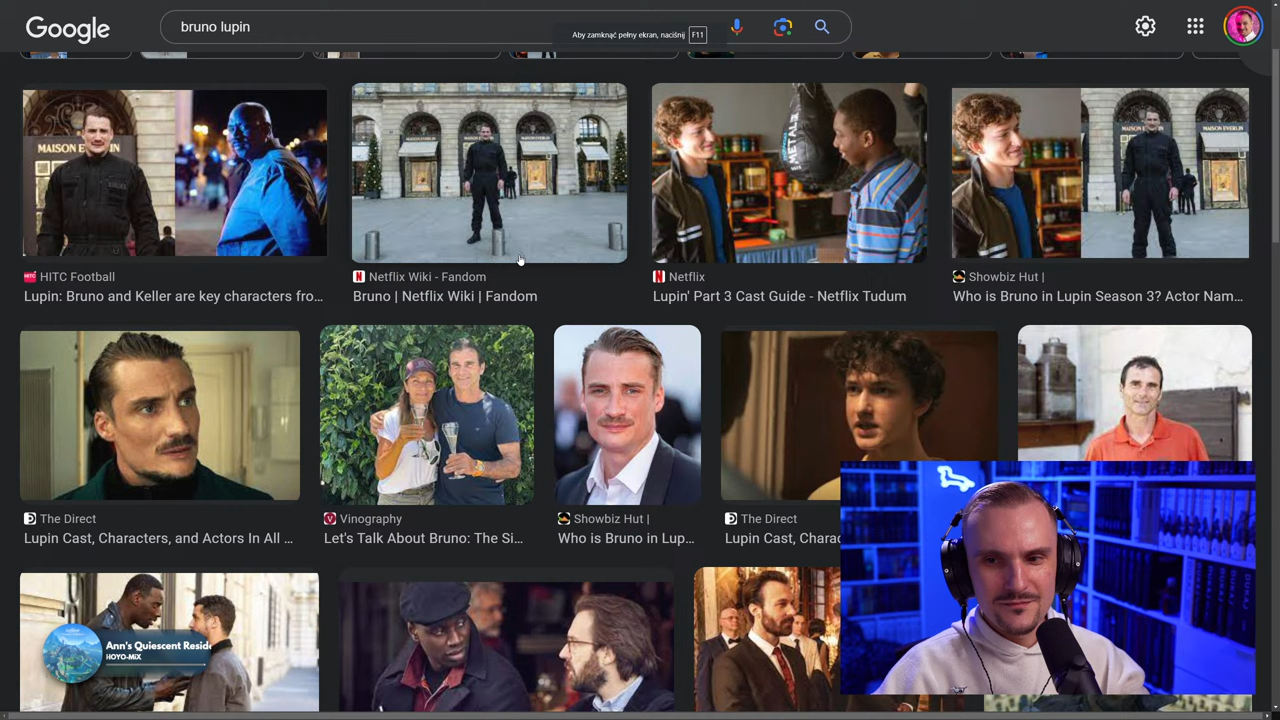 Google
bruno lupin
Aby zamknąć pełny ekran, naciśnij F11
MAISON EVERLIN
METAL
HITC Football
Lupin: Bruno and Keller are key characters fro...
Netflix Wiki - Fandom
Bruno | Netflix Wiki | Fandom
Netflix
Lupin' Part 3 Cast Guide - Netflix Tudum
Showbiz Hut |
Who is Bruno in Lupin Season 3? Actor Nam...
The Direct
Lupin Cast, Characters, and Actors In All ...
Vinography
Let's Talk About Bruno: The Si...
Showbiz Hut |
Who is Bruno in Lup...
The Direct
Lupin Cast, Chara
Ann's Quiescent Resid
HOYO-MiX
DUKAJ